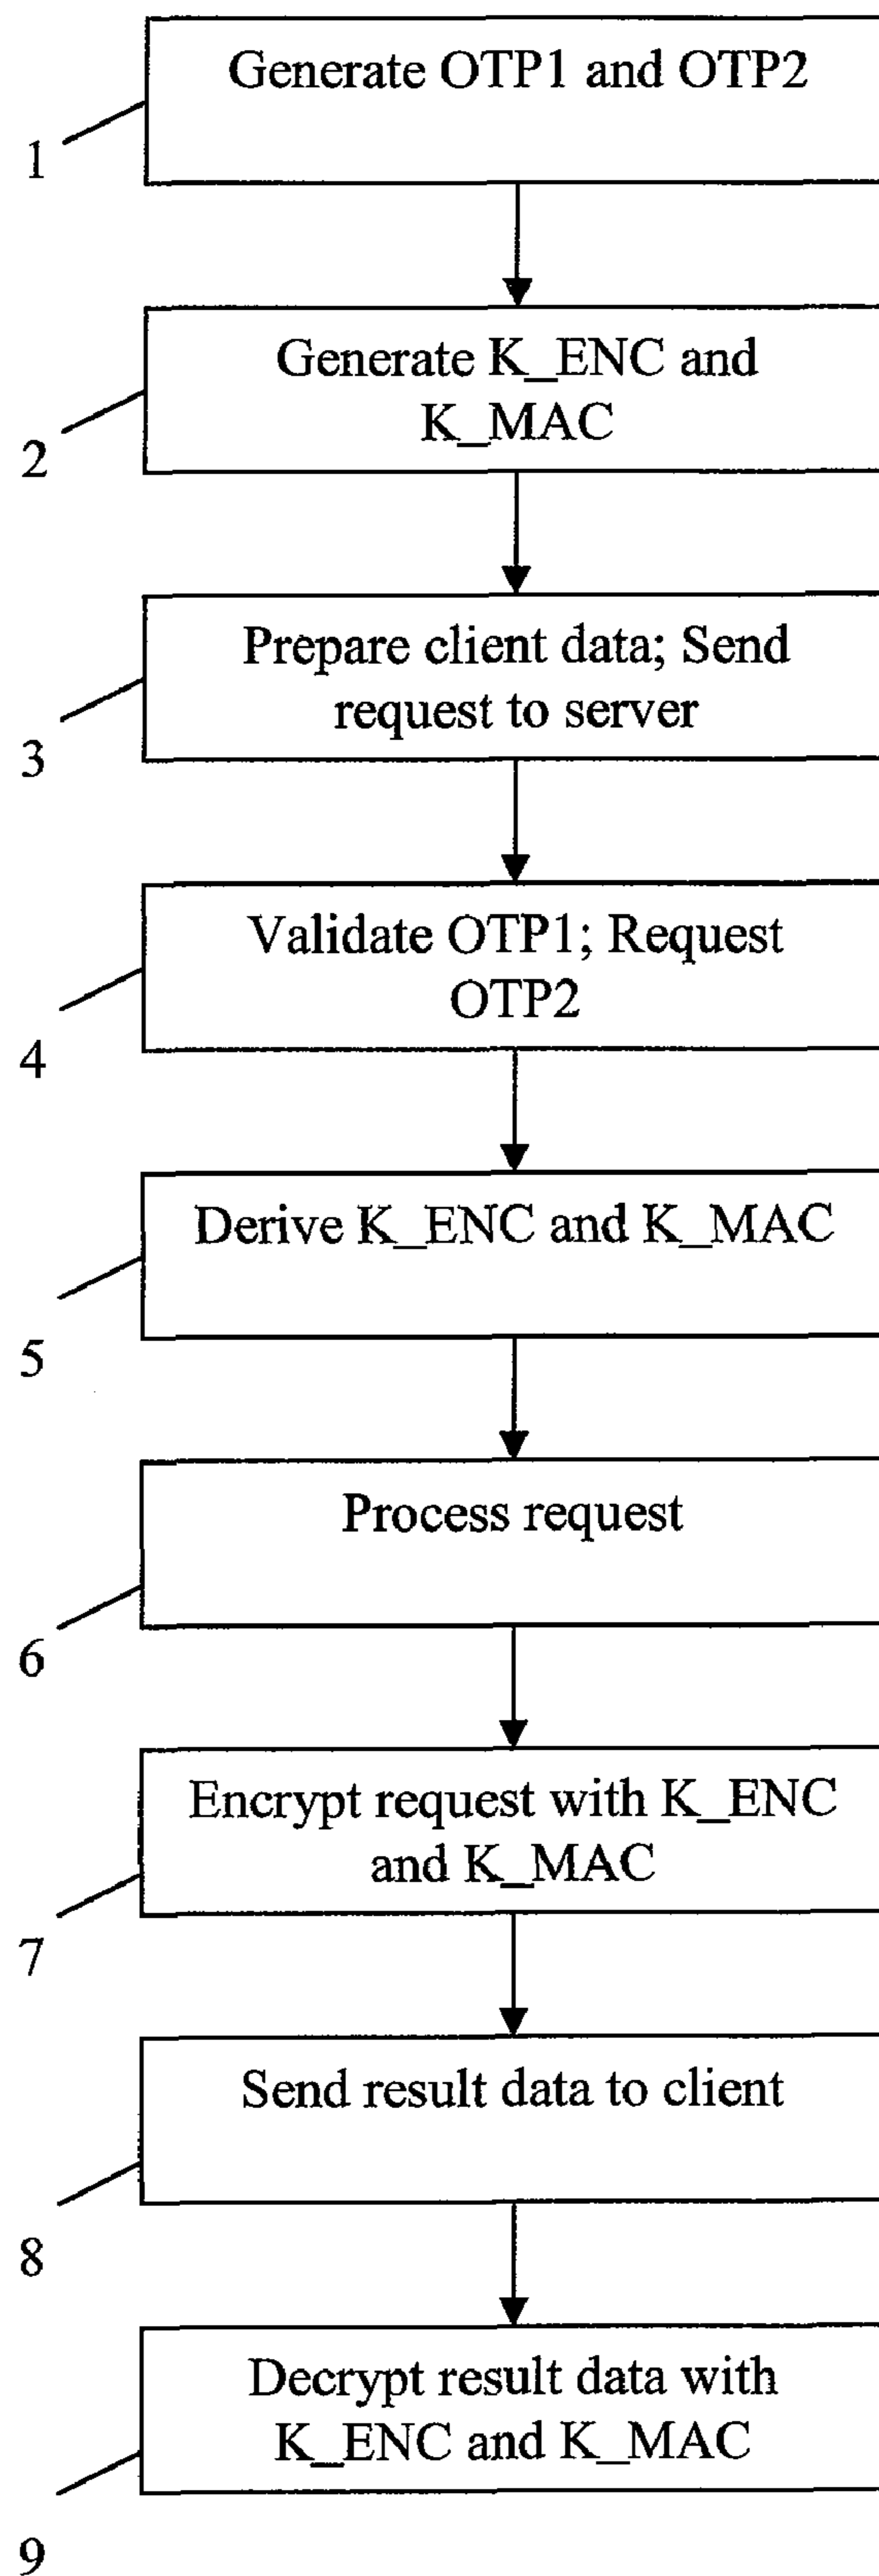 Generate OTP1 and OTP2
1
Generate K_ENC and
K_MAC
2
Prepare client data; Send
request to server
3
Validate OTP1; Request
OTP2
4
Derive K_ENC and K_MAC
5
Process request
6
Encrypt request with K_ENC
and K_MAC
7
Send result data to client
8
Decrypt result data with
K_ENC and K_MAC
9